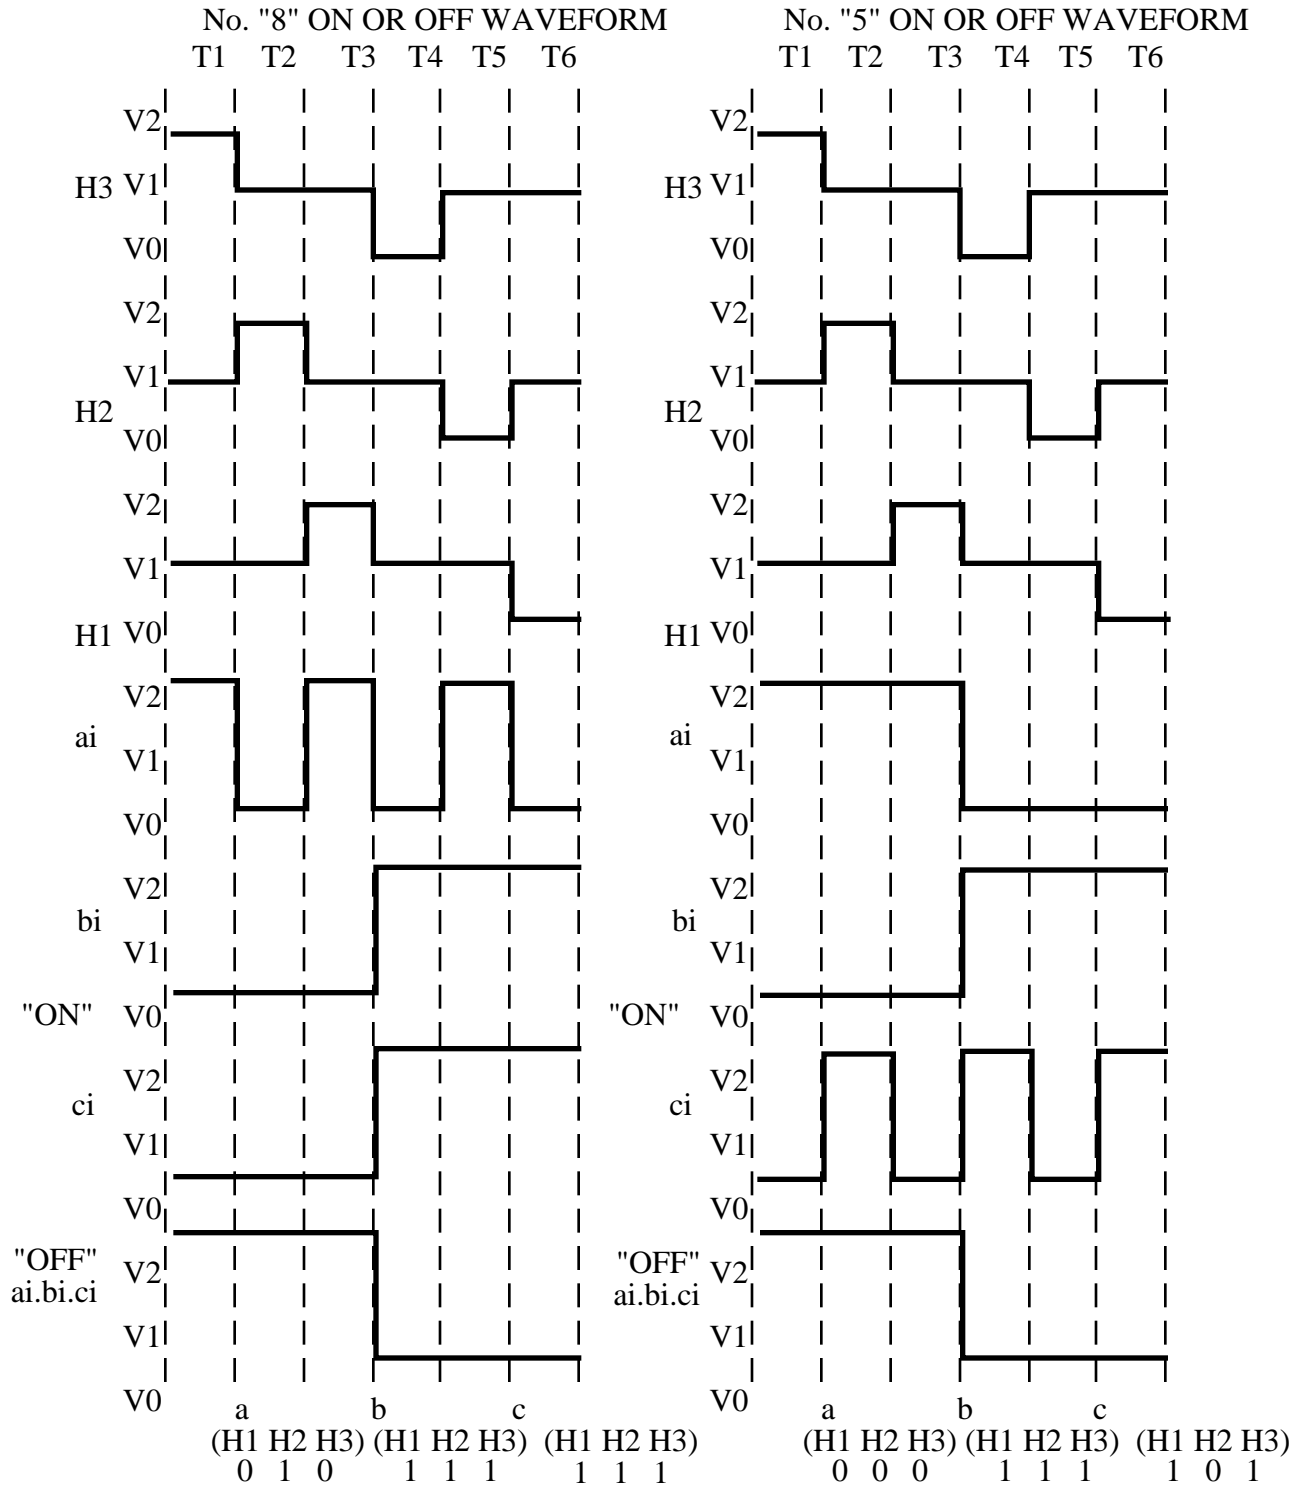 No. "8" ON OR OFF WAVEFORM No. "5" ON OR OFF WAVEFORM
T1 T2 T3 T4 T5 T6 T1 T2 T3 T4 T5 T6
V2 V2
H3 V1 H3 V1
V0 V0
V2 V2
V1 V1
H2 H2
V0 V0
V2 V2
V1 V1
H1 V0 H1 V0
V2 V2
ai ai
V1 V1
V0 V0
V2 V2
bi bi
V1 V1
"ON" V0 "ON" V0
V2 V2
ci ci
V1 V1
V0 V0
"OFF" V2 "OFF" V2
ai.bi.ci ai.bi.ci
V1 V1
V0 V0
a b c a b c
(H1 H2 H3) (H1 H2 H3) (H1 H2 H3) (H1 H2 H3) (H1 H2 H3) (H1 H2 H3)
0 1 0 1 1 1 1 1 1 0 0 0 1 1 1 1 0 1